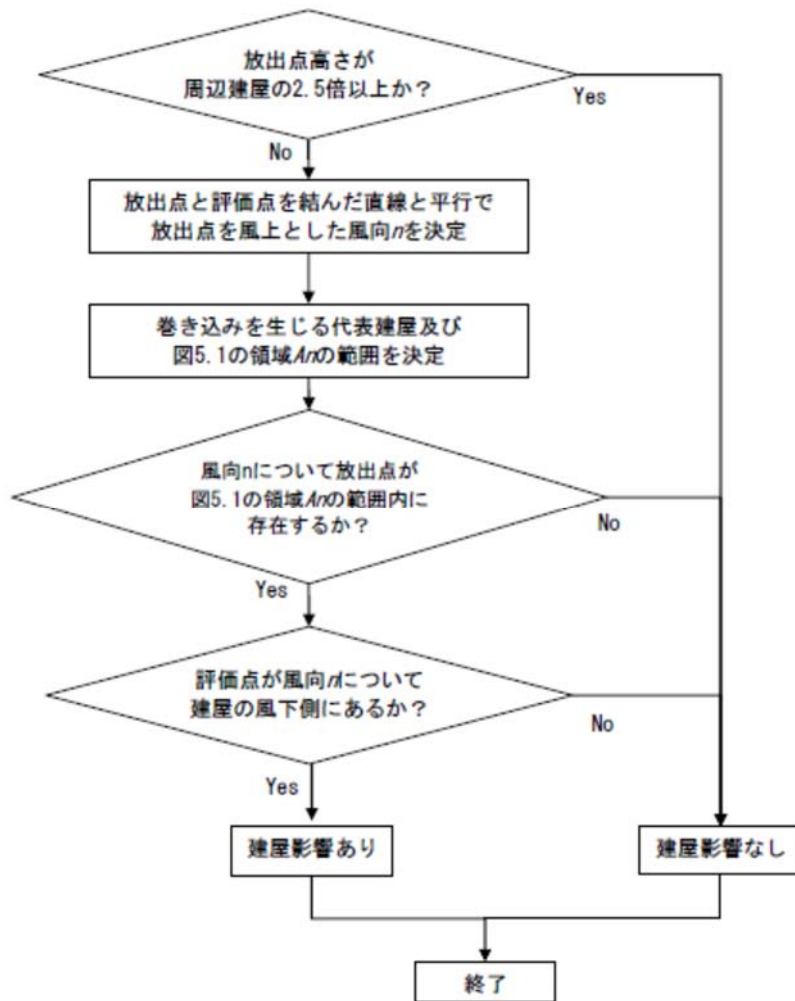 放出点高さが
周辺建屋の2.5倍以上か？
Yes
No
放出点と評価点を結んだ直線と平行で
放出点を風上とした風向nを決定
巻き込みを生じる代表建屋及び
図5.1の領域Anの範囲を決定
風向nについて放出点が
図5.1の領域Anの範囲内に
存在するか？
No
Yes
評価点が風向nについて
建屋の風下側にあるか？
No
Yes
建屋影響あり
建屋影響なし
終了